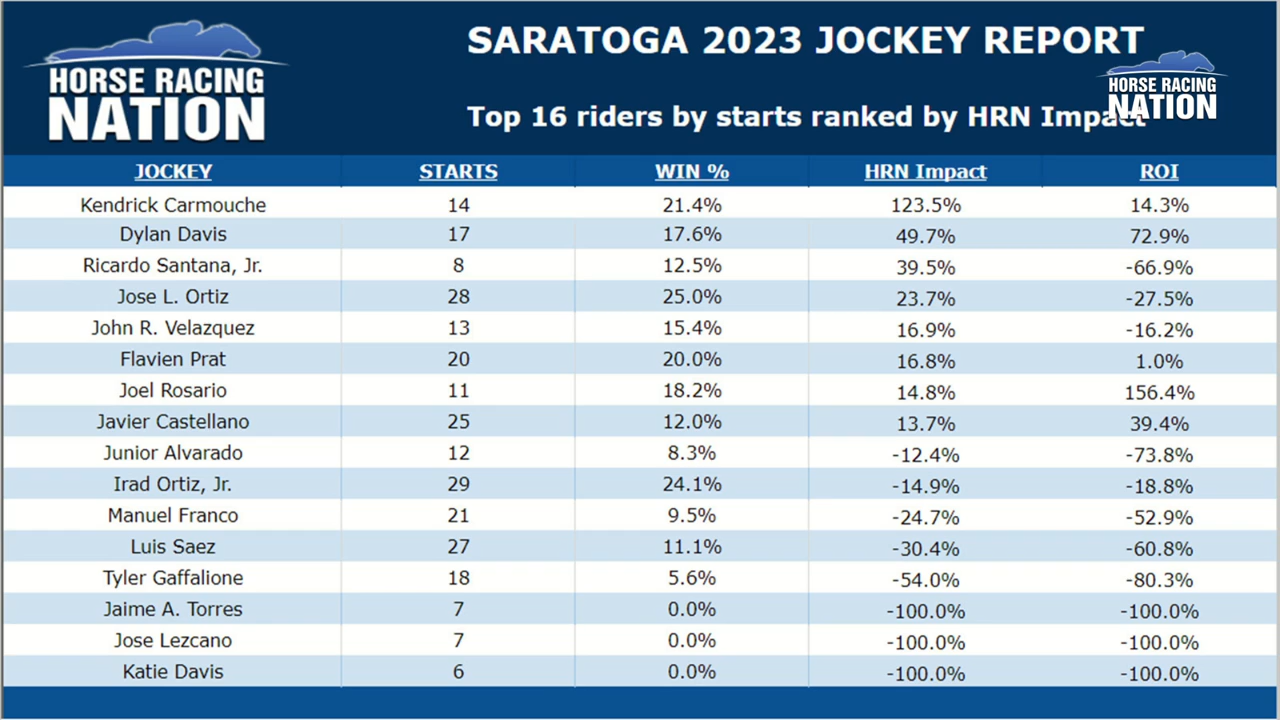 HORSE RACING
NATION
SARATOGA 2023 JOCKEY REPORT
HORSE RACING
NATION
Top 16 riders by starts ranked by HRN Impact
JOCKEY STARTS WIN % HRN Impact ROI
Kendrick Carmouche 14 21.4% 123.5% 14.3%
Dylan Davis 17 17.6% 49.7% 72.9%
Ricardo Santana, Jr. 8 12.5% 39.5% -66.9%
Jose L. Ortiz 28 25.0% 23.7% -27.5%
John R. Velazquez 13 15.4% 16.9% -16.2%
Flavien Prat 20 20.0% 16.8% 1.0%
Joel Rosario 11 18.2% 14.8% 156.4%
Javier Castellano 25 12.0% 13.7% 39.4%
Junior Alvarado 12 8.3% -12.4% -73.8%
Irad Ortiz, Jr. 29 24.1% -14.9% -18.8%
Manuel Franco 21 9.5% -24.7% -52.9%
Luis Saez 27 11.1% -30.4% -60.8%
Tyler Gaffalione 18 5.6% -54.0% -80.3%
Jaime A. Torres 7 0.0% -100.0% -100.0%
Jose Lezcano 7 0.0% -100.0% -100.0%
Katie Davis 6 0.0% -100.0% -100.0%